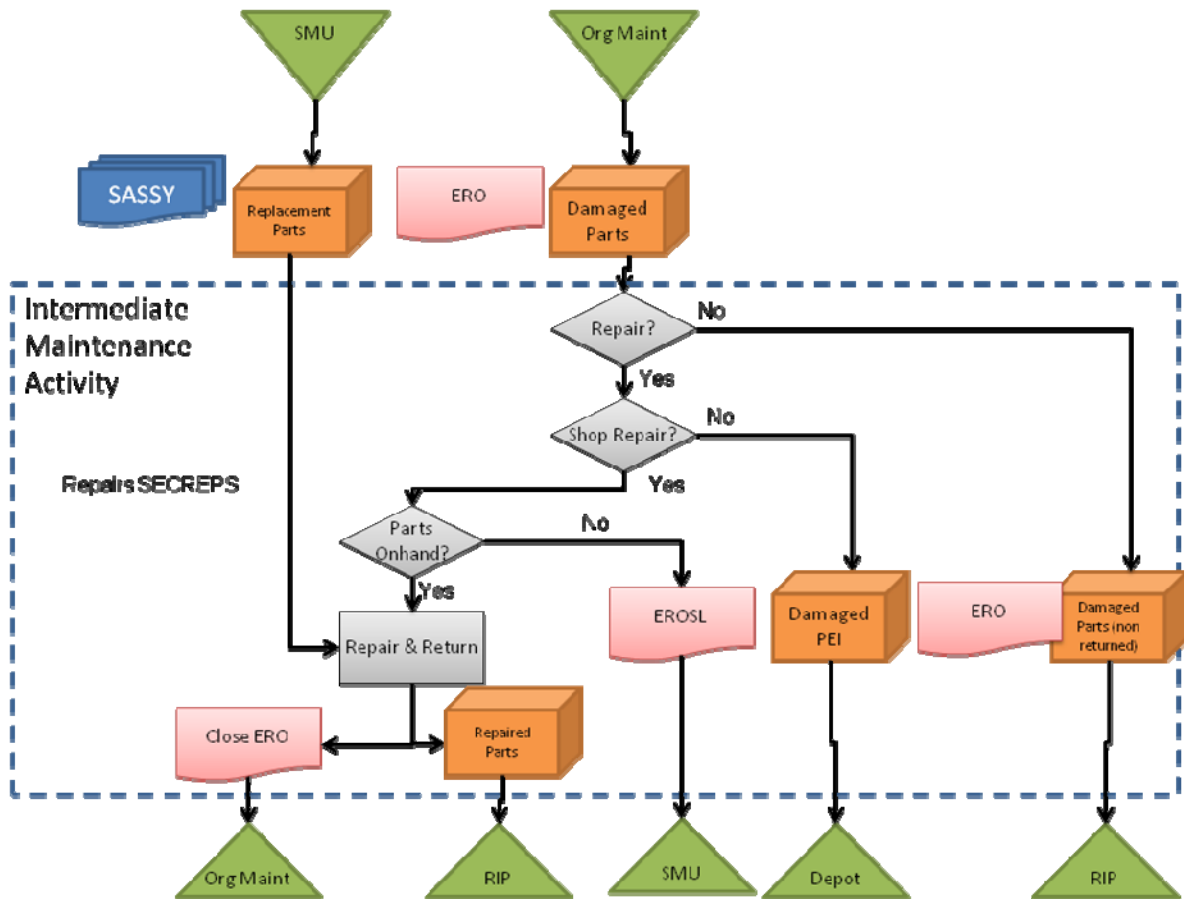 SMU
Org Maint
SASSY
Replacement
Parts
ERO
Damaged
Parts
Intermediate
Maintenance
Activity
Repair?
No
Yes
Shop Repair?
No
Yes
Repairs SECREPS
Parts
Onhand?
No
Yes
Repair & Return
EROSL
Damaged
PEI
ERO
Damaged
Parts (non
returned)
Close ERO
Repaired
Parts
Org Maint
RIP
SMU
Depot
RIP